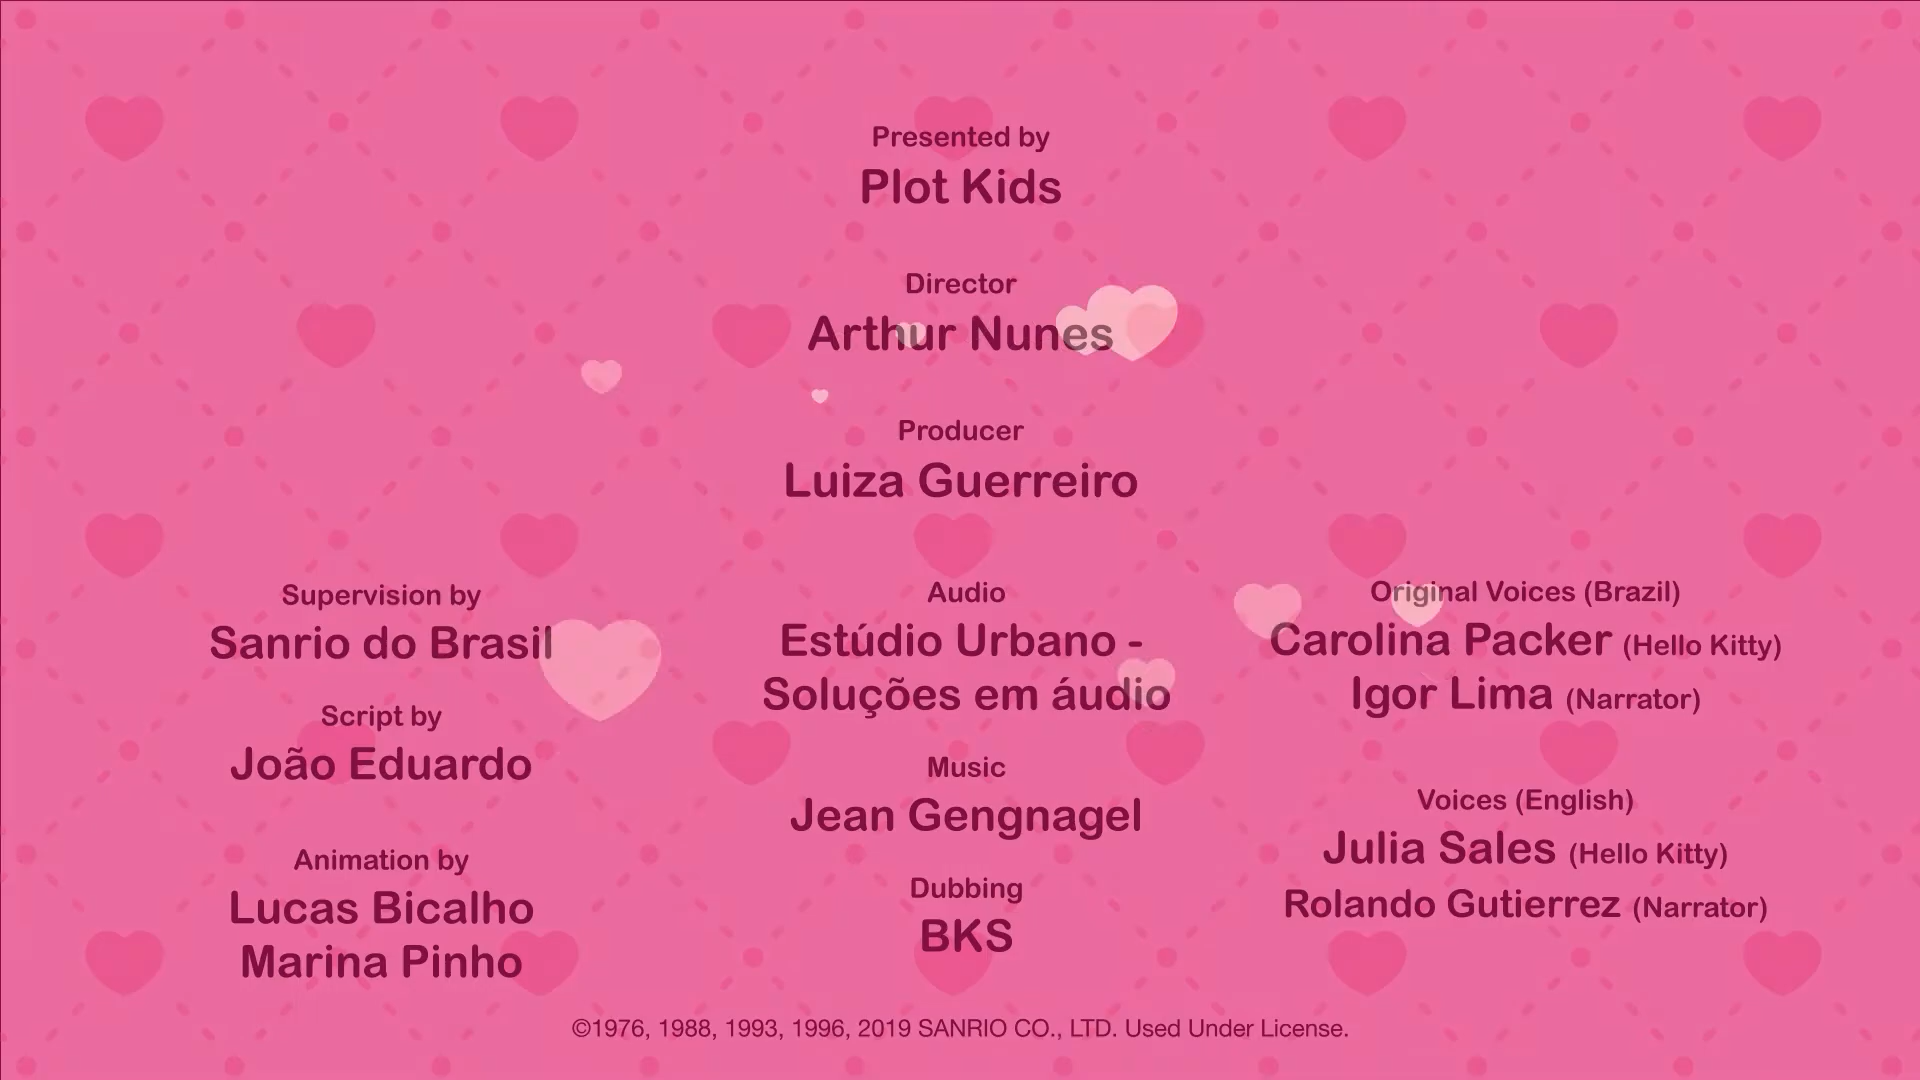 Presented by
Plot Kids
Director
Arthur Nunes
Producer
Luiza Guerreiro
Supervision by
Sanrio do Brasil
Script by
João Eduardo
Animation by
Lucas Bicalho
Marina Pinho
Audio
Estúdio Urbano -
Soluções em áudio
Music
Jean Gengnagel
Dubbing
BKS
Original Voices (Brazil)
Carolina Packer (Hello Kitty)
Igor Lima (Narrator)
Voices (English)
Julia Sales (Hello Kitty)
Rolando Gutierrez (Narrator)
©1976, 1988, 1993, 1996, 2019 SANRIO CO., LTD. Used Under License.